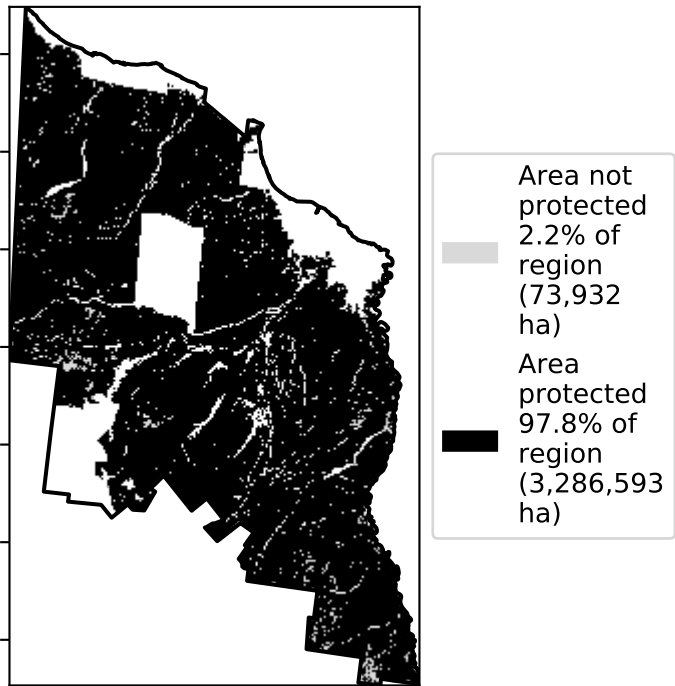 Area not
protected
2.2% of
region
(73,932
ha)
Area
protected
97.8% of
region
(3,286,593
ha)